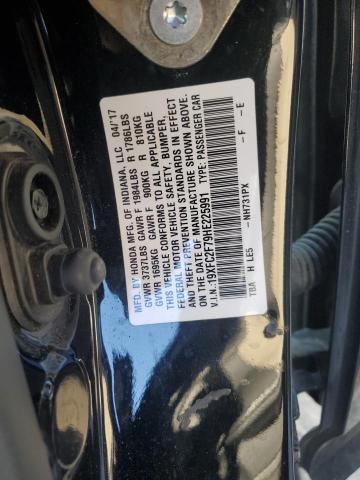 MFD. BY HONDA MFG. OF INDIANA, LLC 04/17
GVWR 3737LBS GAWR F 1984LBS R 1786LBS
GVWR 1695KG GAWR F 900KG R 810KG
THIS VEHICLE CONFORMS TO ALL APPLICABLE
FEDERAL MOTOR VEHICLE SAFETY, BUMPER,
AND THEFT PREVENTION STANDARDS IN EFFECT
ON THE DATE OF MANUFACTURE SHOWN ABOVE.
V.I.N.:19XFC2F79HE225991 TYPE: PASSENGER CAR
NH731PX - F - E
TBA H LE5